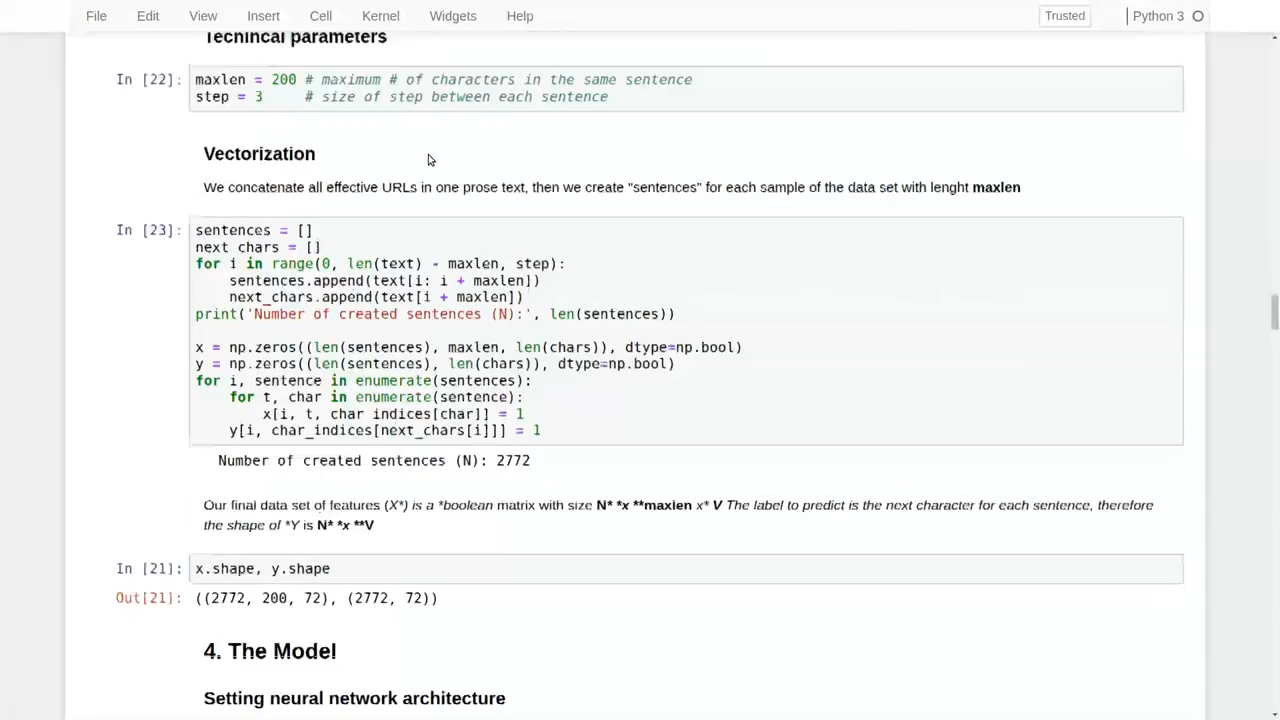 File Edit View Insert Cell Kernel Widgets Help Trusted Python 3
Techincal parameters
In [22]: maxlen = 200 # maximum # of characters in the same sentence
step = 3 # size of step between each sentence
Vectorization
We concatenate all effective URLs in one prose text, then we create "sentences" for each sample of the data set with lenght maxlen
In [23]: sentences = []
next_chars = []
for i in range(0, len(text) - maxlen, step):
sentences.append(text[i: i + maxlen])
next_chars.append(text[i + maxlen])
print('Number of created sentences (N):', len(sentences))
x = np.zeros((len(sentences), maxlen, len(chars)), dtype=np.bool)
y = np.zeros((len(sentences), len(chars)), dtype=np.bool)
for i, sentence in enumerate(sentences):
for t, char in enumerate(sentence):
x[i, t, char_indices[char]] = 1
y[i, char_indices[next_chars[i]]] = 1
Number of created sentences (N): 2772
Our final data set of features (X*) is a *boolean matrix with size N* *x **maxlen x* V The label to predict is the next character for each sentence, therefore
the shape of *Y is N* *x **V
In [21]: x.shape, y.shape
Out[21]: ((2772, 200, 72), (2772, 72))
4. The Model
Setting neural network architecture